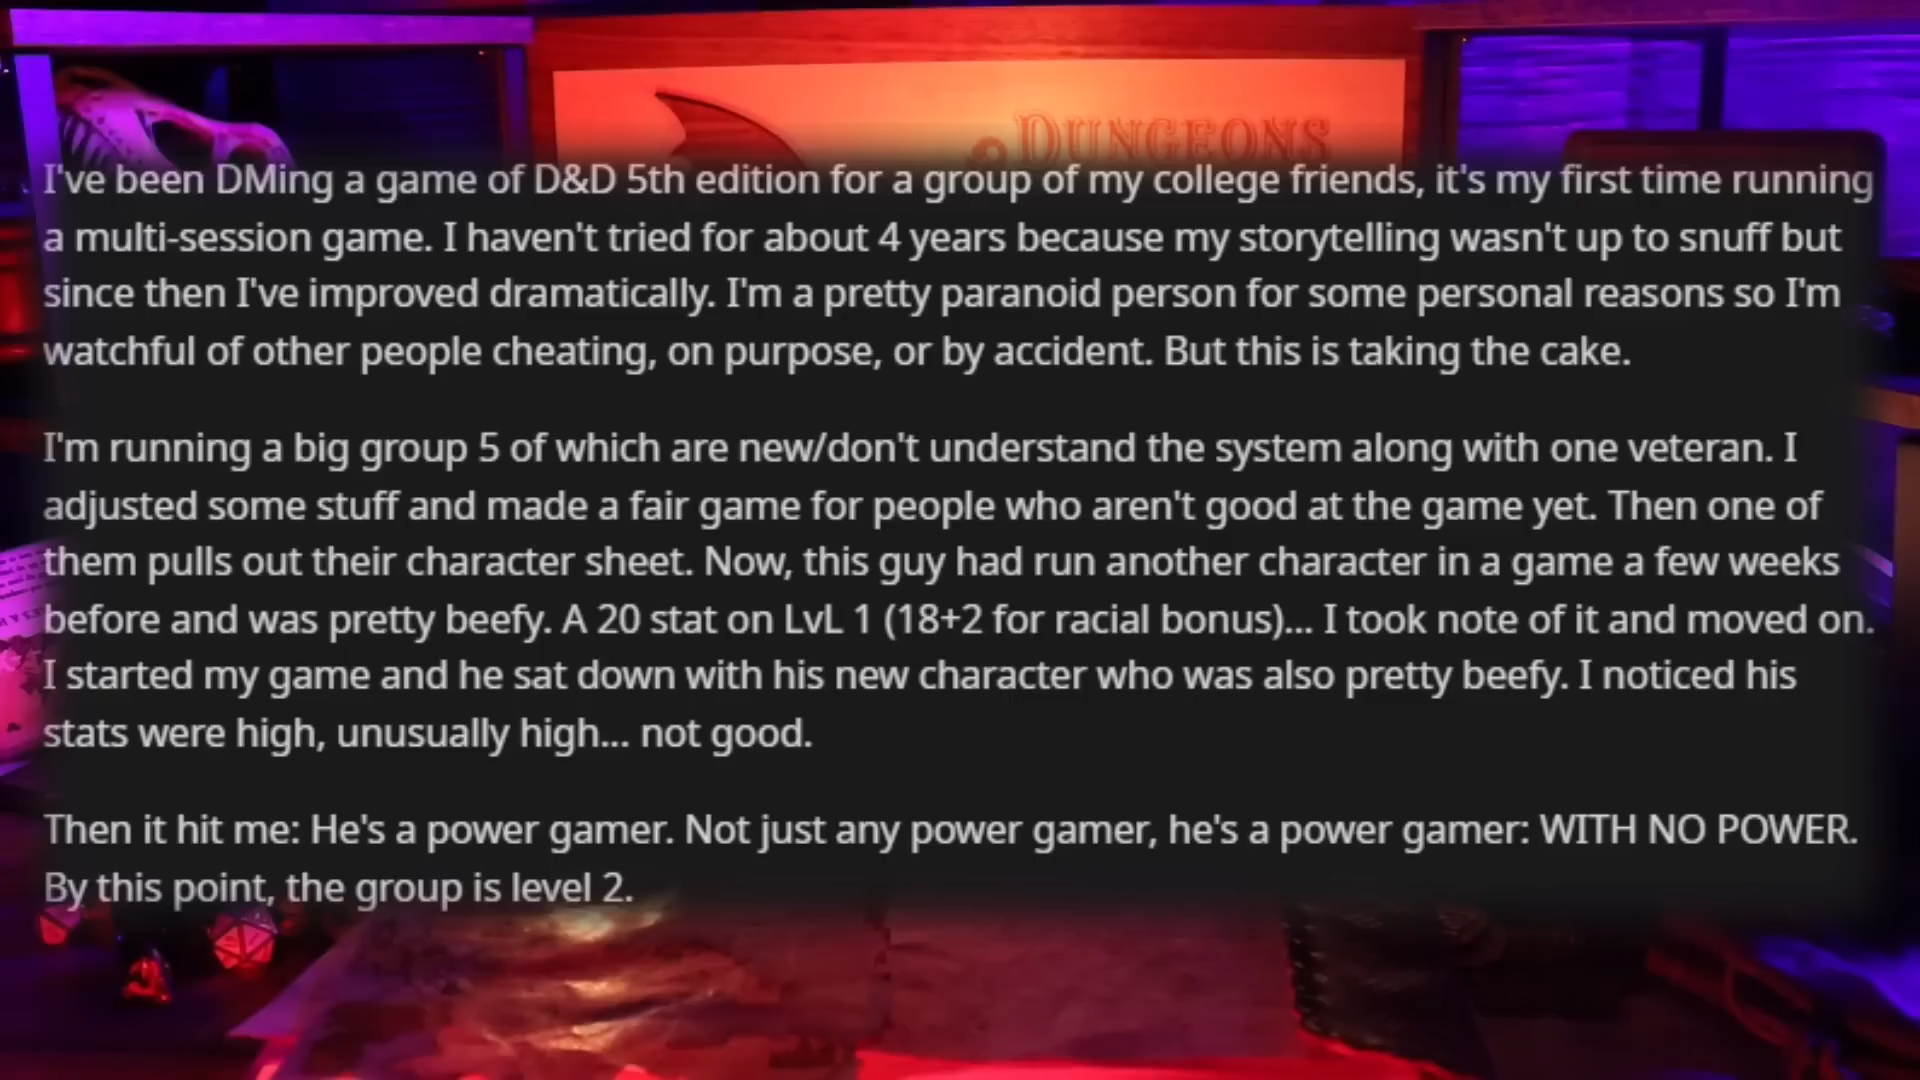 DUNGEONS
I've been DMing a game of D&D 5th edition for a group of my college friends, it's my first time running
a multi-session game. I haven't tried for about 4 years because my storytelling wasn't up to snuff but
since then I've improved dramatically. I'm a pretty paranoid person for some personal reasons so I'm
watchful of other people cheating, on purpose, or by accident. But this is taking the cake.
I'm running a big group 5 of which are new/don't understand the system along with one veteran. I
adjusted some stuff and made a fair game for people who aren't good at the game yet. Then one of
them pulls out their character sheet. Now, this guy had run another character in a game a few weeks
before and was pretty beefy. A 20 stat on LvL 1 (18+2 for racial bonus)... I took note of it and moved on.
I started my game and he sat down with his new character who was also pretty beefy. I noticed his
stats were high, unusually high... not good.
Then it hit me: He's a power gamer. Not just any power gamer, he's a power gamer: WITH NO POWER.
By this point, the group is level 2.